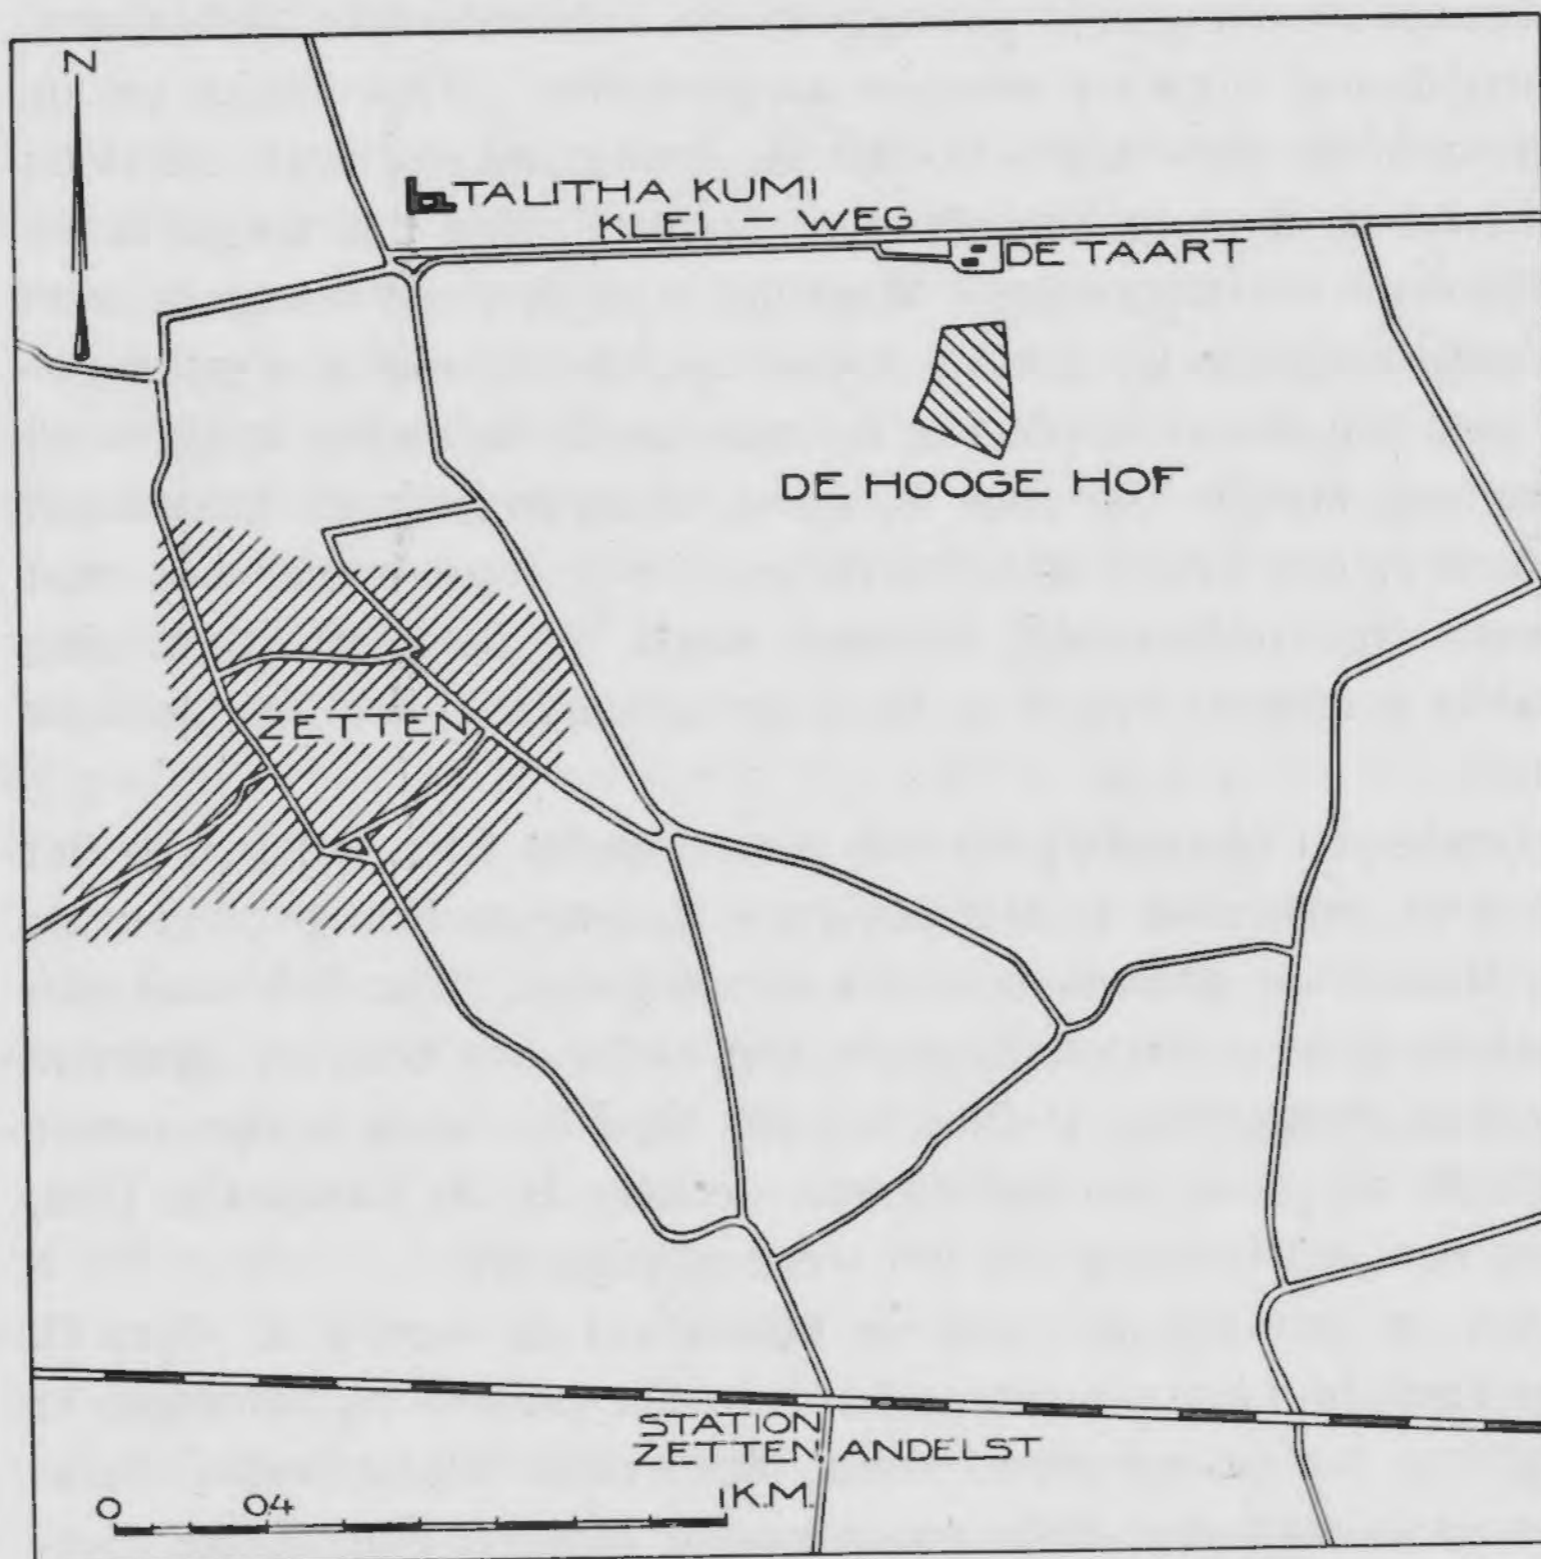 N
TALITHA KUMI
KLEI – WEG
DE TAART
DE HOOGE HOF
ZETTEN
STATION
ZETTEN ANDELST
0 04 1 K.M.